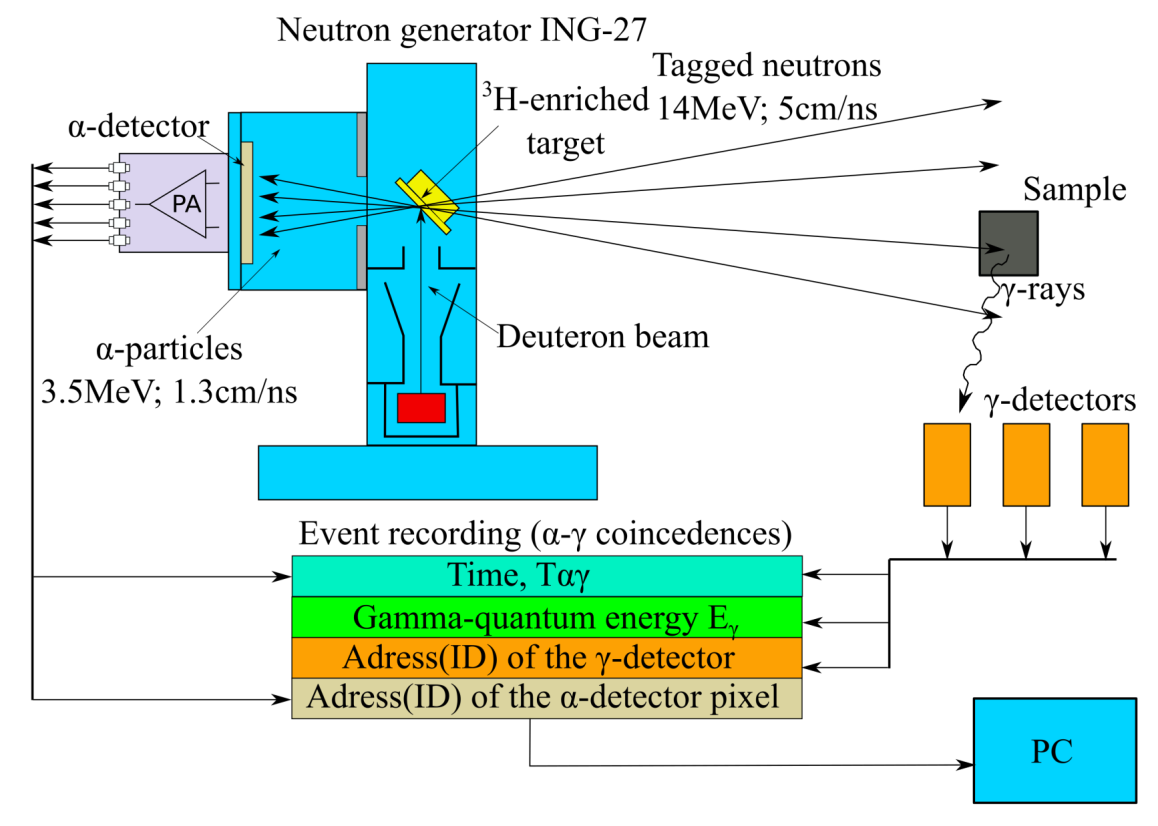 Neutron generator ING-27
Tagged neutrons
14MeV; 5cm/ns
³H-enriched
target
α-detector
PA
Sample
γ-rays
Deuteron beam
α-particles
3.5MeV; 1.3cm/ns
γ-detectors
Event recording (α-γ coincedences)
Time, Tαγ
Gamma-quantum energy Eᵧ
Adress(ID) of the γ-detector
Adress(ID) of the α-detector pixel
PC